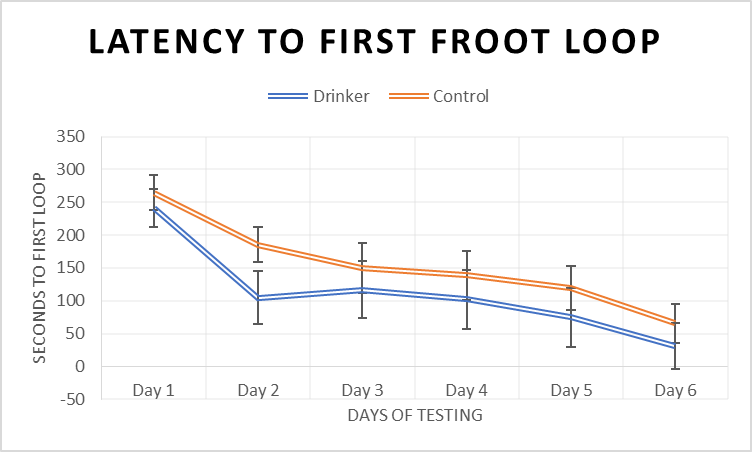 LATENCY TO FIRST FROOT LOOP
Drinker Control
350
300
250
200
150
100
50
0
-50
SECONDS TO FIRST LOOP
Day 1 Day 2 Day 3 Day 4 Day 5 Day 6
DAYS OF TESTING